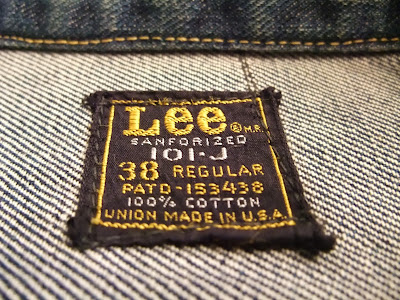 Lee ® M.R.
SANFORIZED
101-J
38 REGULAR
PATD-153438
100% COTTON
UNION MADE IN U.S.A.